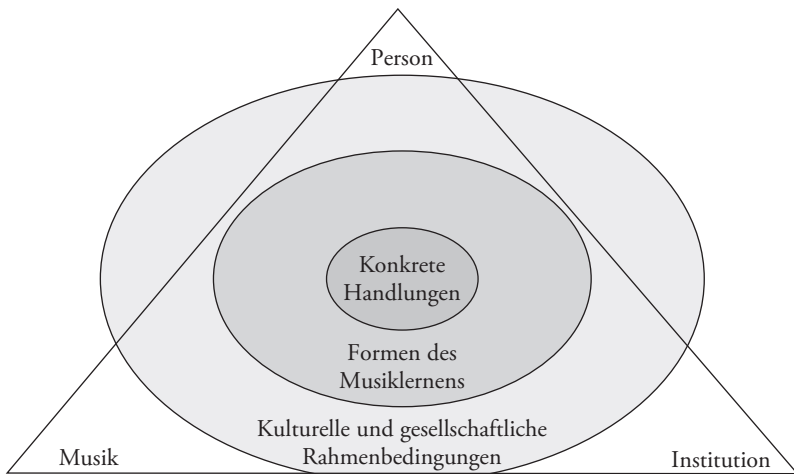 Person
Konkrete
Handlungen
Formen des
Musiklernens
Kulturelle und gesellschaftliche
Rahmenbedingungen
Musik
Institution